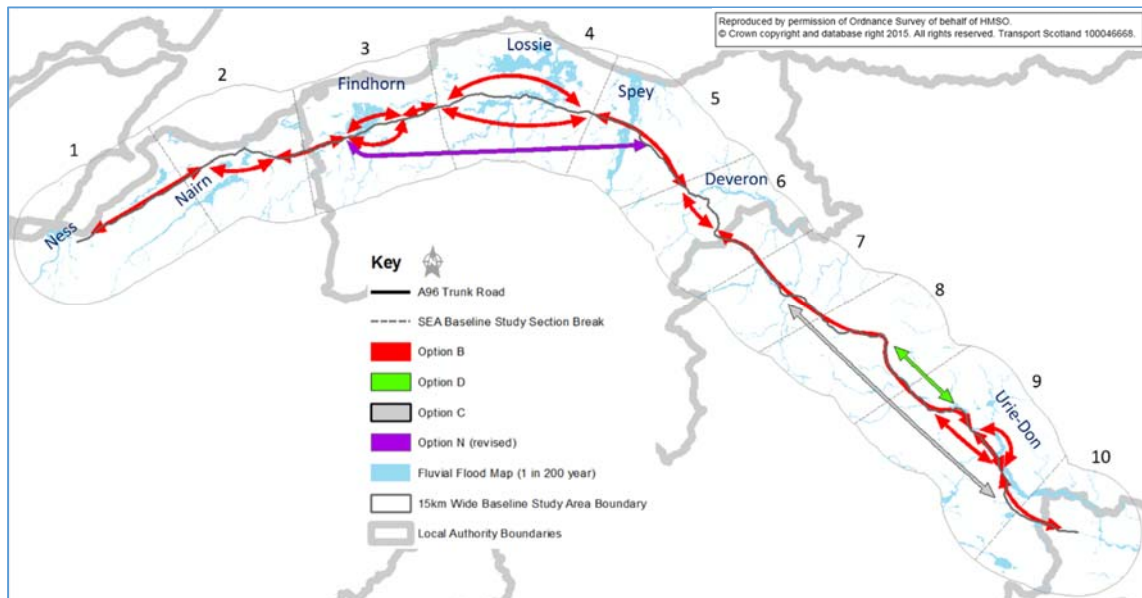 Reproduced by permission of Ordnance Survey of behalf of HMSO.
© Crown copyright and database right 2015. All rights reserved. Transport Scotland 100046668.
1
2
3
4
5
6
7
8
9
10
Ness
Nairn
Findhorn
Lossie
Spey
Deveron
Urie-Don
Key
N
A96 Trunk Road
SEA Baseline Study Section Break
Option B
Option D
Option C
Option N (revised)
Fluvial Flood Map (1 in 200 year)
15km Wide Baseline Study Area Boundary
Local Authority Boundaries